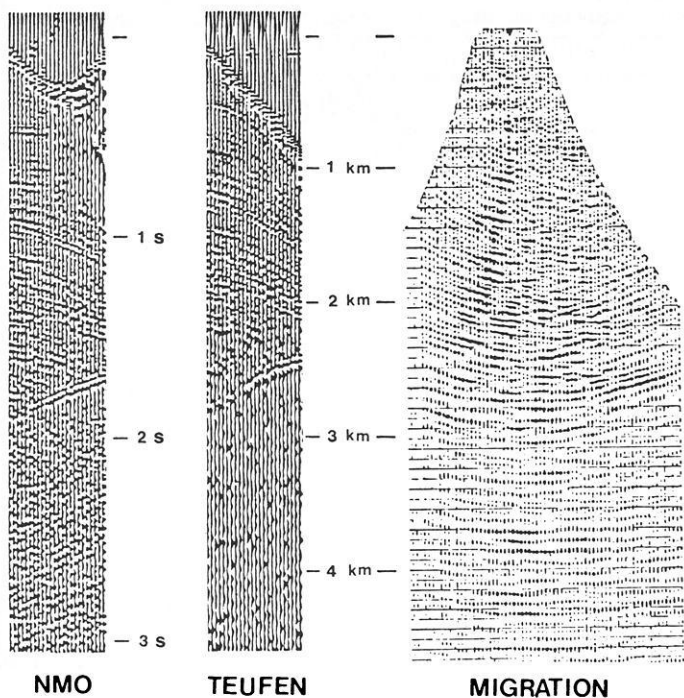 1 km
1 s
2 km
2 s
3 km
4 km
3 s
NMO TEUFEN MIGRATION